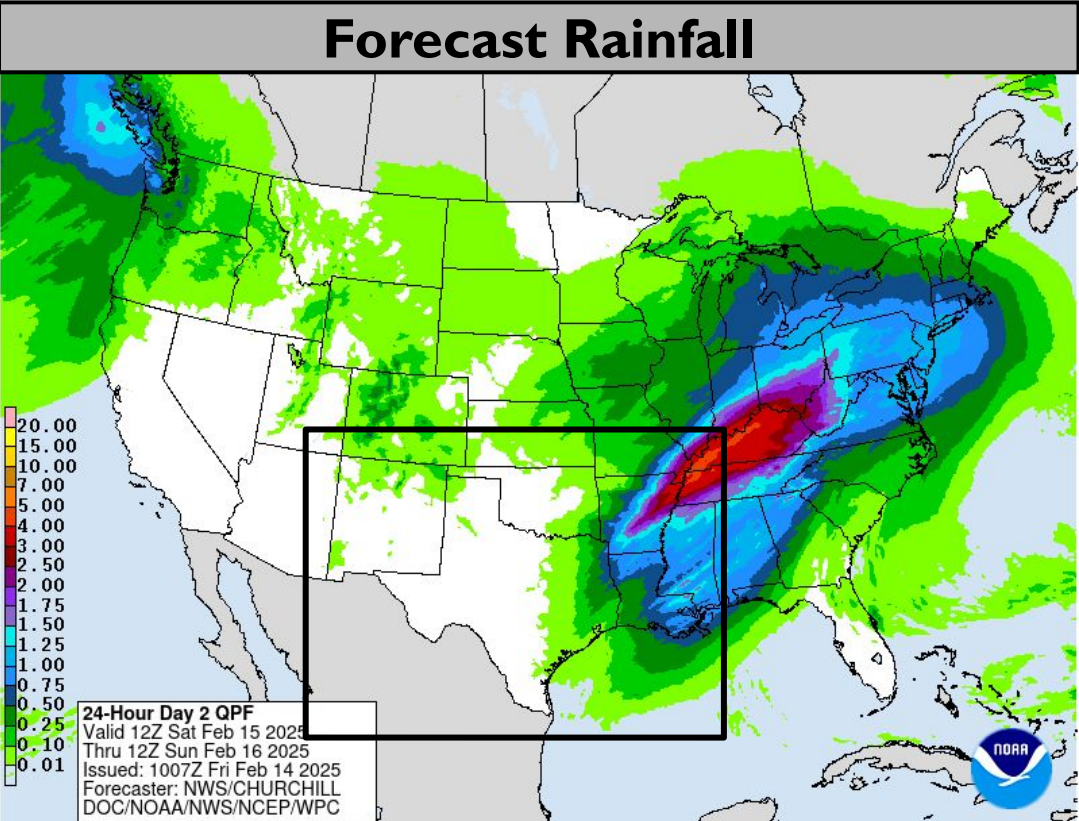 Forecast Rainfall
20.00
15.00
10.00
7.00
5.00
4.00
3.00
2.50
2.00
1.75
1.50
1.25
1.00
0.75
0.50
0.25
0.10
0.01
24-Hour Day 2 QPF
Valid 12Z Sat Feb 15 2025
Thru 12Z Sun Feb 16 2025
Issued: 1007Z Fri Feb 14 2025
Forecaster: NWS/CHURCHILL
DOC/NOAA/NWS/NCEP/WPC
NOAA